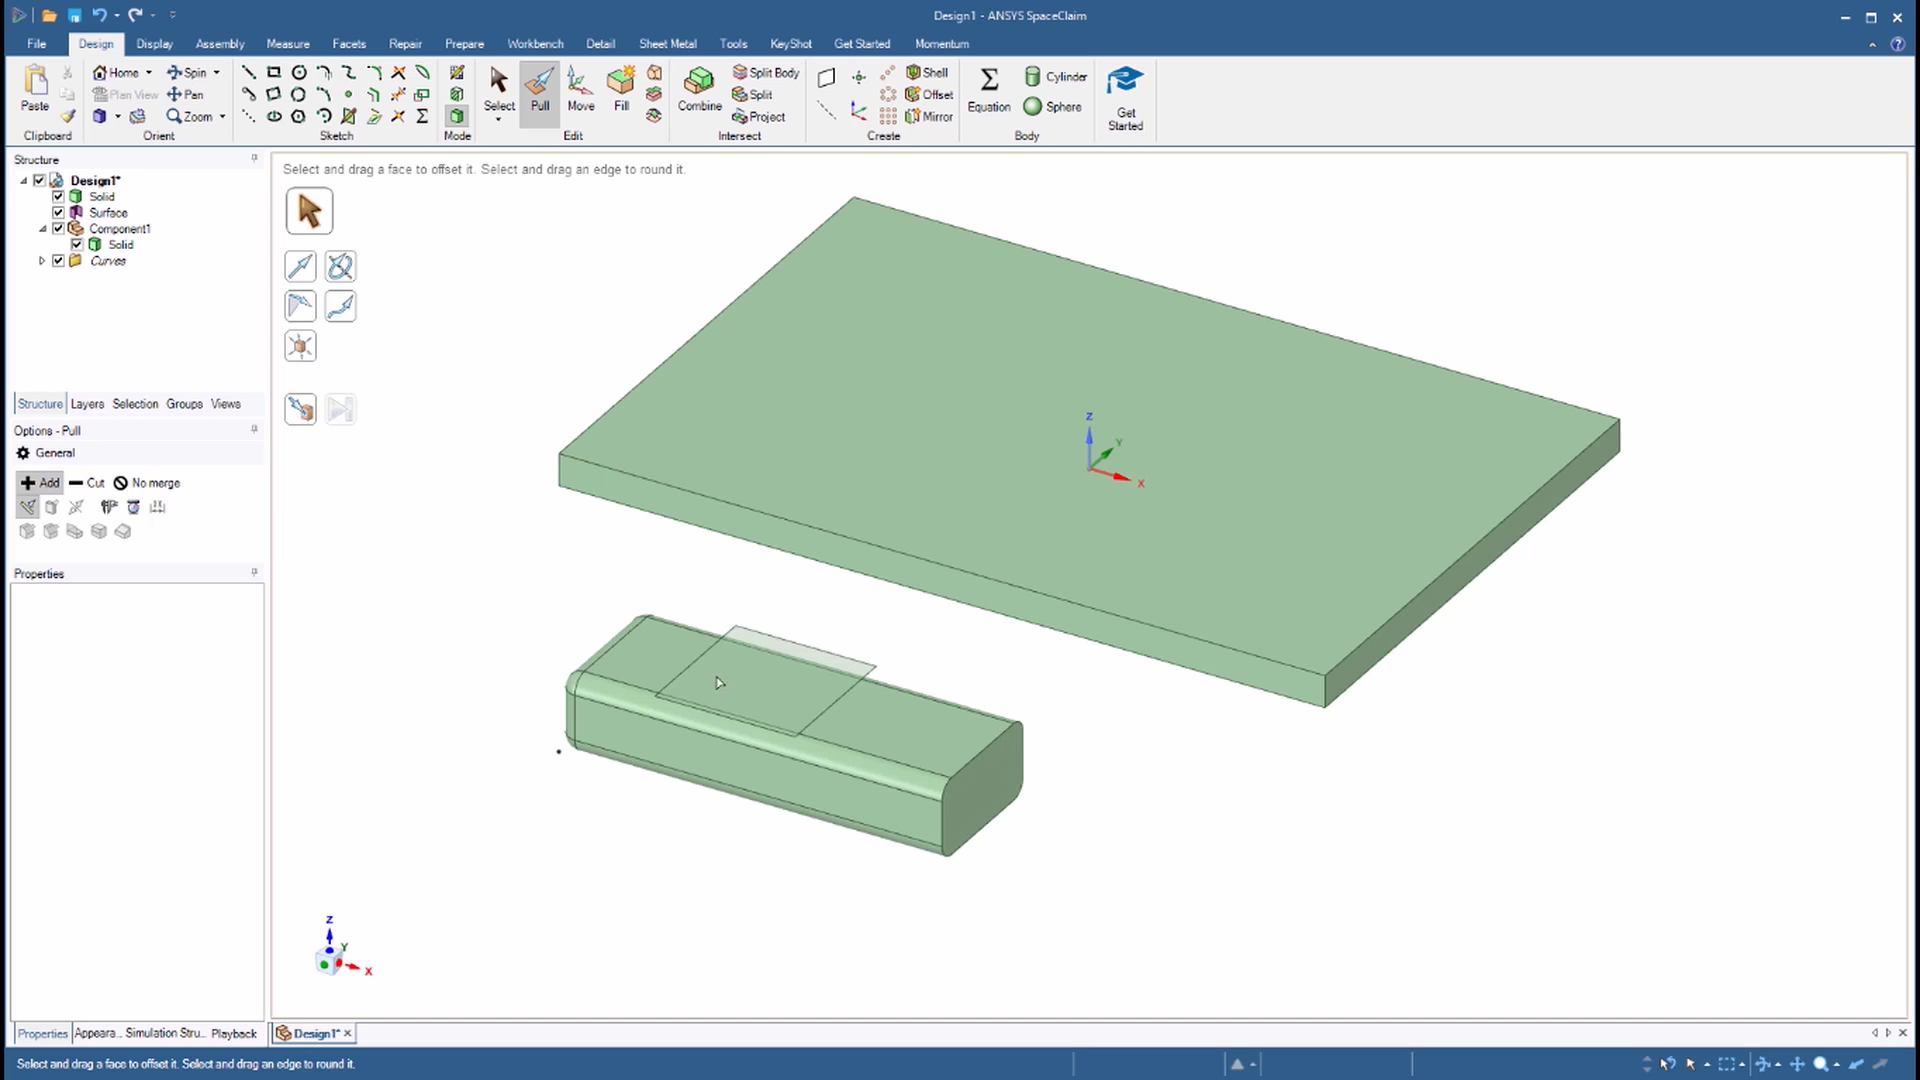 Design1 - ANSYS SpaceClaim
File Design Display Assembly Measure Facets Repair Prepare Workbench Detail Sheet Metal Tools KeyShot Get Started Momentum
Home Spin Split Body Shell Cylinder
Plan View Pan Split Offset
Paste Select Pull Move Fill Combine Equation Sphere Get Started
Zoom Project Mirror
Clipboard Orient Sketch Mode Edit Intersect Create Body
Structure
Design1*
Solid
Surface
Component1
Solid
Curves
Structure Layers Selection Groups Views
Options - Pull
General
Add Cut No merge
Properties
Select and drag a face to offset it. Select and drag an edge to round it.
Z
Y
X
Z
Y
X
Properties Appeara... Simulation Stru... Playback
Design1*
Select and drag a face to offset it. Select and drag an edge to round it.